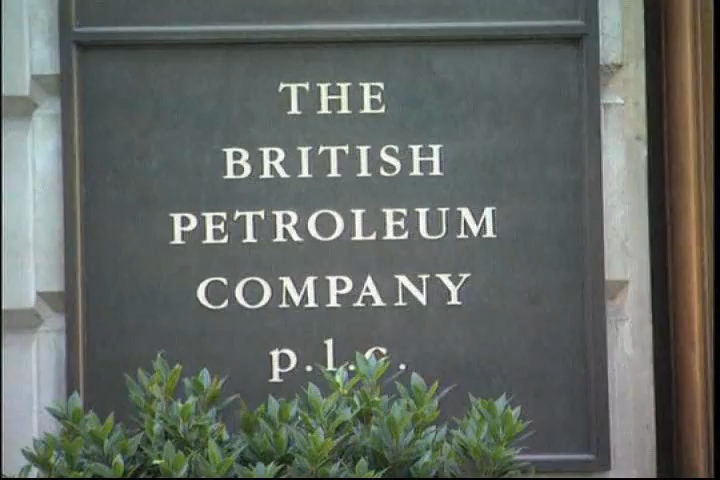 THE
BRITISH
PETROLEUM
COMPANY
p.l.c.